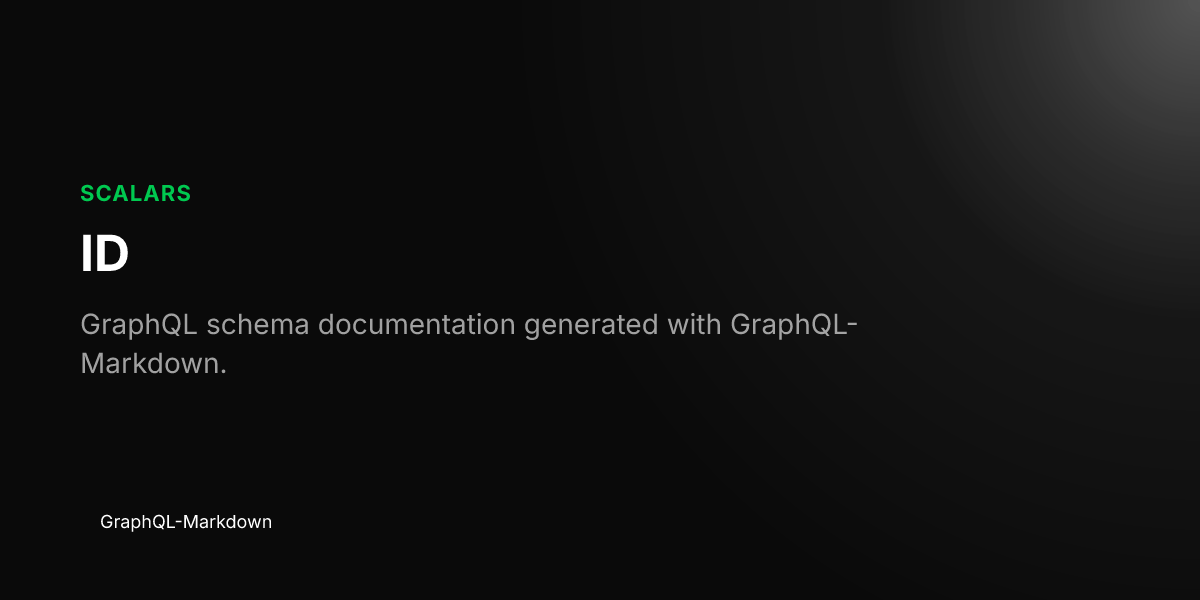 SCALARS
ID
GraphQL schema documentation generated with GraphQL-
Markdown.
GraphQL-Markdown